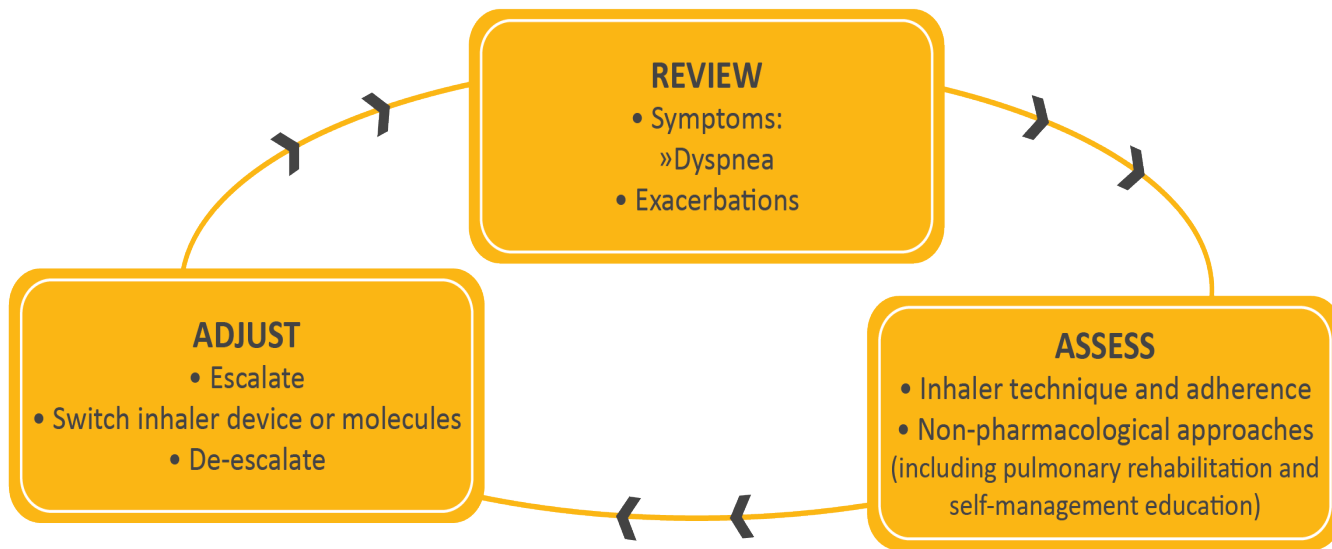 REVIEW
• Symptoms:
»Dyspnea
• Exacerbations
ADJUST
• Escalate
• Switch inhaler device or molecules
• De-escalate
ASSESS
• Inhaler technique and adherence
• Non-pharmacological approaches
(including pulmonary rehabilitation and
self-management education)